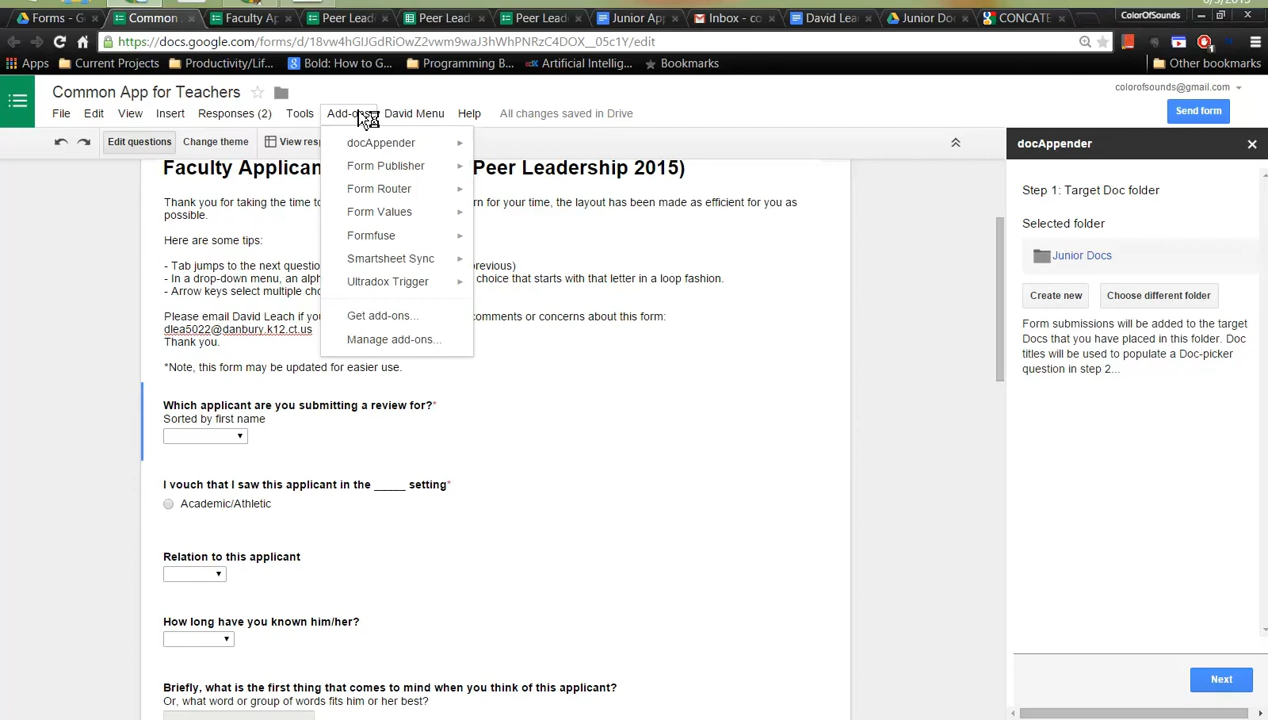 Forms - G
Common
Faculty A
Peer Lead
Peer Lead
Peer Lead
Junior Ap
Inbox - co
David Lea
Junior Do
CONCATE
ColorOfSounds
https://docs.google.com/forms/d/18vw4hGIJGdRiOwZ2vwm9waJ3hWhPNRzC4DOX__05c1Y/edit
Apps
Current Projects
Productivity/Lif...
Bold: How to G...
Programming B...
Artificial Intellig...
Bookmarks
Other bookmarks
Common App for Teachers
colorofsounds@gmail.com
File Edit View Insert Responses (2) Tools Add-ons David Menu Help All changes saved in Drive
Send form
Edit questions
Change theme
View resp
docAppender
Form Publisher
Form Router
Form Values
Formfuse
Smartsheet Sync
Ultradox Trigger
Get add-ons...
Manage add-ons...
Faculty Applican
Peer Leadership 2015)
Thank you for taking the time to
rn for your time, the layout has been made as efficient for you as
possible.
Here are some tips:
- Tab jumps to the next questio
revious)
- In a drop-down menu, an alph
choice that starts with that letter in a loop fashion.
- Arrow keys select multiple cho
Please email David Leach if you
comments or concerns about this form:
dlea5022@danbury.k12.ct.us
Thank you.
*Note, this form may be updated for easier use.
Which applicant are you submitting a review for?*
Sorted by first name
I vouch that I saw this applicant in the _____ setting*
Academic/Athletic
Relation to this applicant
How long have you known him/her?
Briefly, what is the first thing that comes to mind when you think of this applicant?
Or, what word or group of words fits him or her best?
docAppender
Step 1: Target Doc folder
Selected folder
Junior Docs
Create new
Choose different folder
Form submissions will be added to the target
Docs that you have placed in this folder. Doc
titles will be used to populate a Doc-picker
question in step 2...
Next